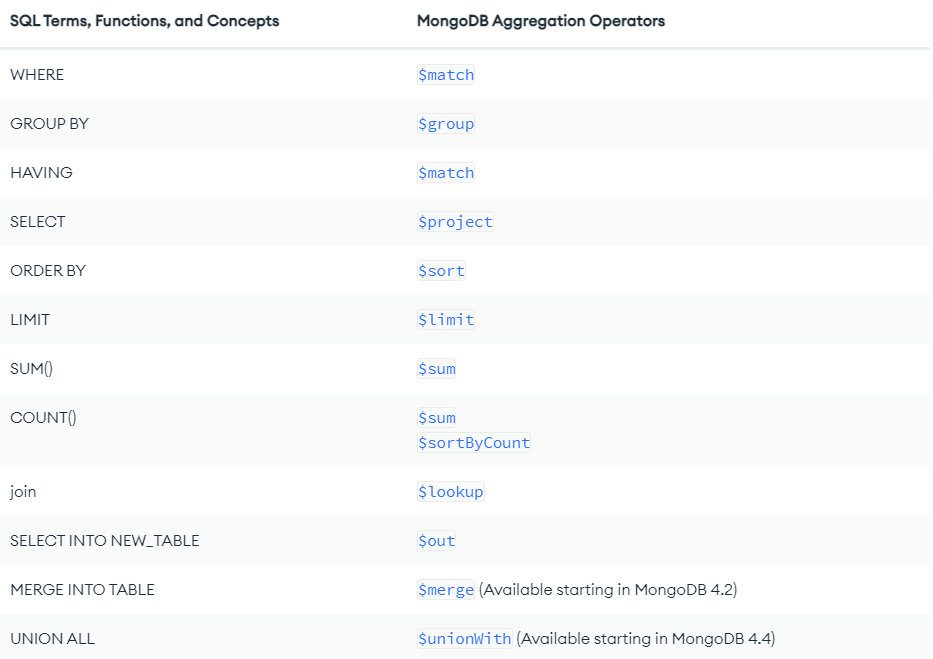 SQL Terms, Functions, and Concepts MongoDB Aggregation Operators
WHERE $match
GROUP BY $group
HAVING $match
SELECT $project
ORDER BY $sort
LIMIT $limit
SUM() $sum
COUNT() $sum
$sortByCount
join $lookup
SELECT INTO NEW_TABLE $out
MERGE INTO TABLE $merge (Available starting in MongoDB 4.2)
UNION ALL $unionWith (Available starting in MongoDB 4.4)